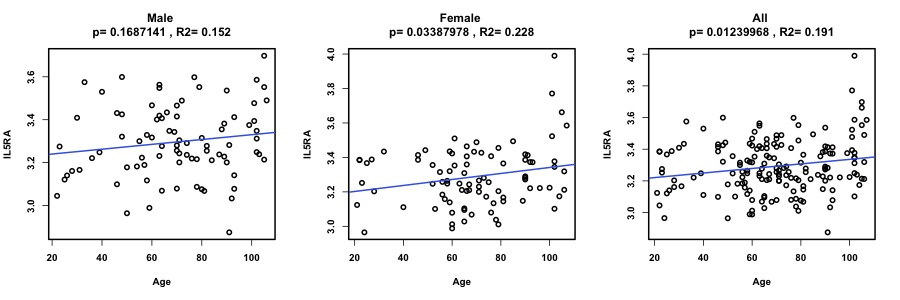 Male
p= 0.1687141 , R2= 0.152
IL5RA
3.6
3.4
3.2
3.0
20 40 60 80 100
Age
Female
p= 0.03387978 , R2= 0.228
IL5RA
4.0
3.8
3.6
3.4
3.2
3.0
20 40 60 80 100
Age
All
p= 0.01239968 , R2= 0.191
IL5RA
4.0
3.8
3.6
3.4
3.2
3.0
20 40 60 80 100
Age